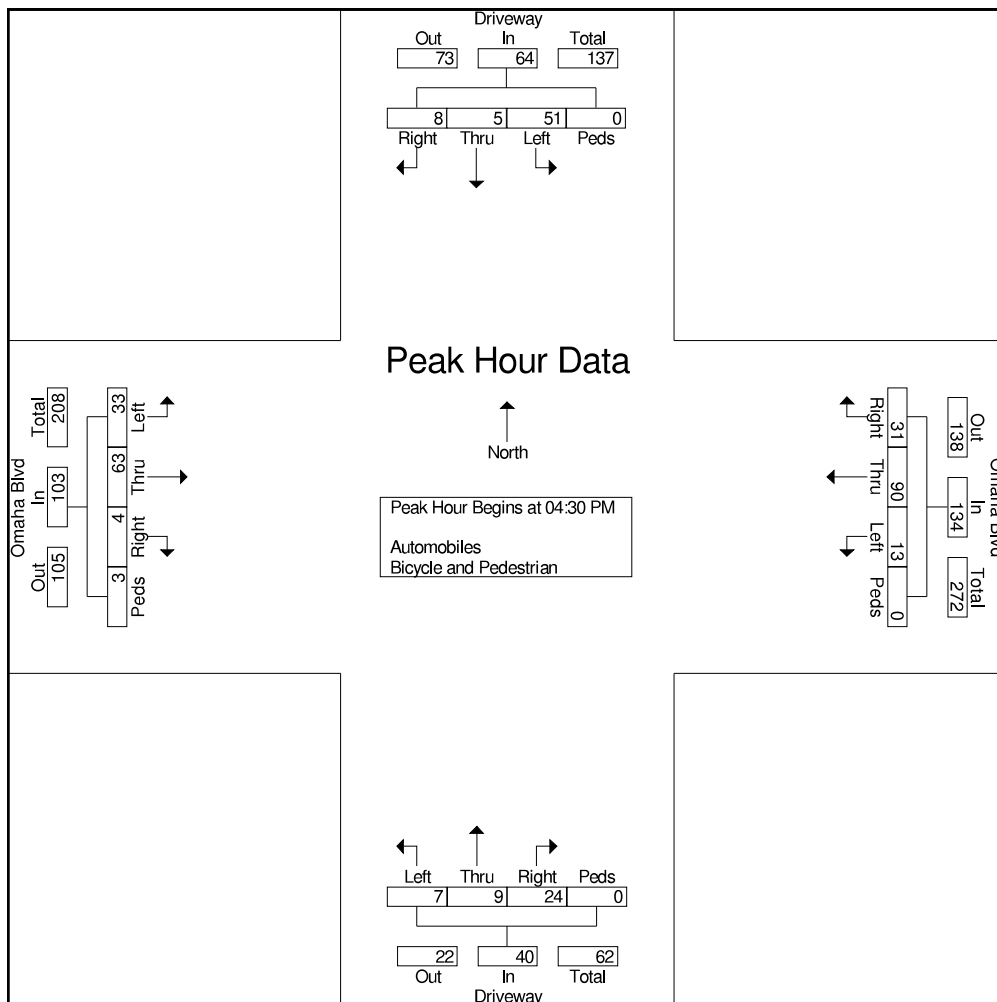 Driveway
Out In Total
73 64 137
8 5 51 0
Right Thru Left Peds
Peak Hour Data
North
Peak Hour Begins at 04:30 PM
Automobiles
Bicycle and Pedestrian
Omaha Blvd
Out In Total
105 103 208
Left Thru Right Peds
33 63 4 3
Omaha Blvd
Out In Total
138 134 272
31 90 13 0
Right Thru Left Peds
Left Thru Right Peds
7 9 24 0
22 40 62
Out In Total
Driveway